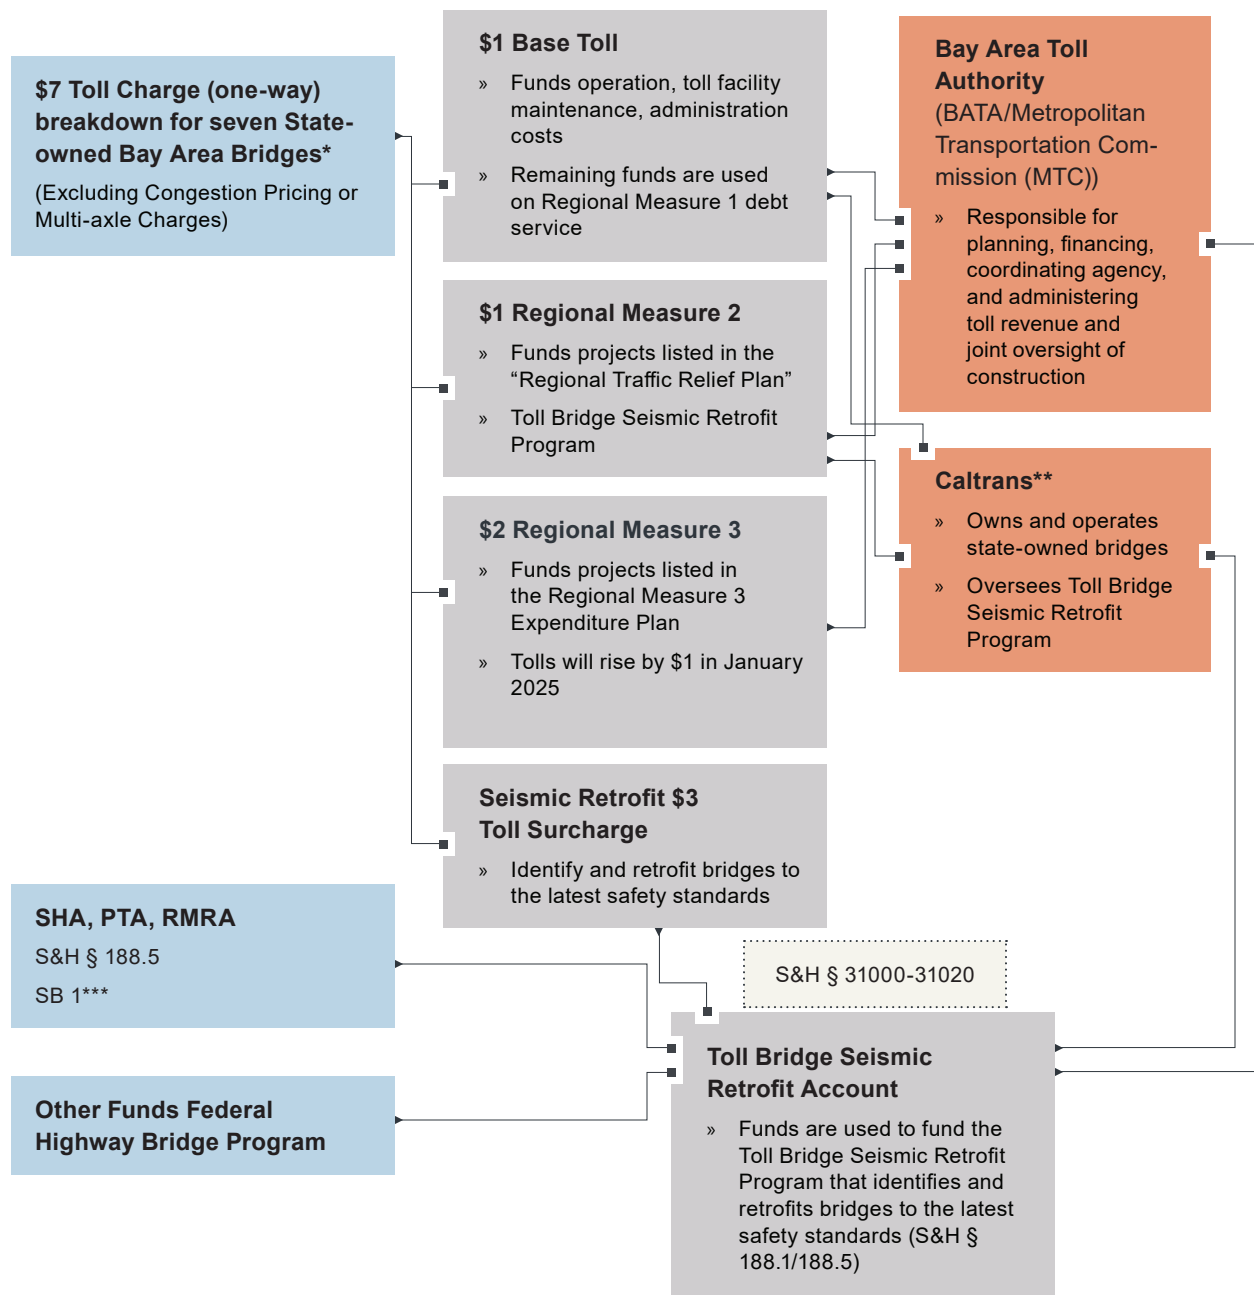 $7 Toll Charge (one-way)
breakdown for seven State-
owned Bay Area Bridges*
(Excluding Congestion Pricing or
Multi-axle Charges)
$1 Base Toll
» Funds operation, toll facility
maintenance, administration
costs
» Remaining funds are used
on Regional Measure 1 debt
service
$1 Regional Measure 2
» Funds projects listed in the
“Regional Traffic Relief Plan”
» Toll Bridge Seismic Retrofit
Program
$2 Regional Measure 3
» Funds projects listed in
the Regional Measure 3
Expenditure Plan
» Tolls will rise by $1 in January
2025
Seismic Retrofit $3
Toll Surcharge
» Identify and retrofit bridges to
the latest safety standards
Bay Area Toll
Authority
(BATA/Metropolitan
Transportation Com-
mission (MTC))
» Responsible for
planning, financing,
coordinating agency,
and administering
toll revenue and
joint oversight of
construction
Caltrans**
» Owns and operates
state-owned bridges
» Oversees Toll Bridge
Seismic Retrofit
Program
SHA, PTA, RMRA
S&H § 188.5
SB 1***
Other Funds Federal
Highway Bridge Program
S&H § 31000-31020
Toll Bridge Seismic
Retrofit Account
» Funds are used to fund the
Toll Bridge Seismic Retrofit
Program that identifies and
retrofits bridges to the latest
safety standards (S&H §
188.1/188.5)